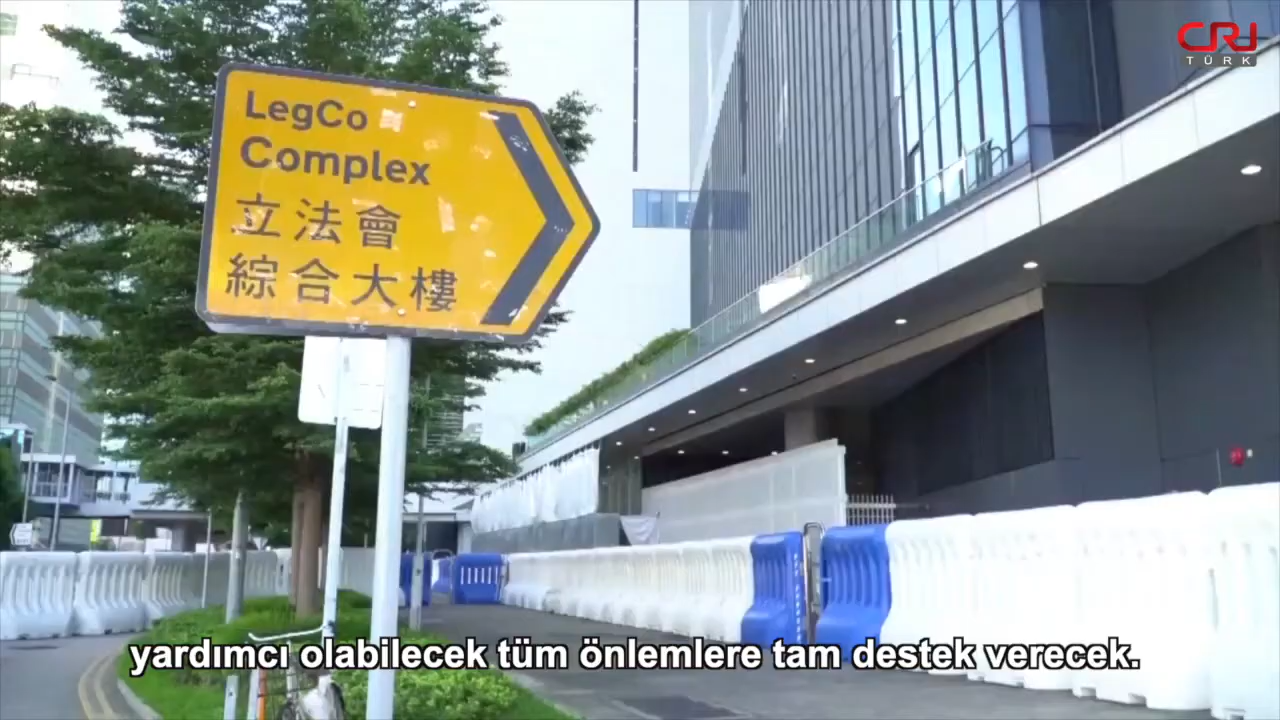 CRI
TÜRK
LegCo
Complex
立法會
綜合大樓
yardımcı olabilecek tüm önlemlere tam destek verecek.